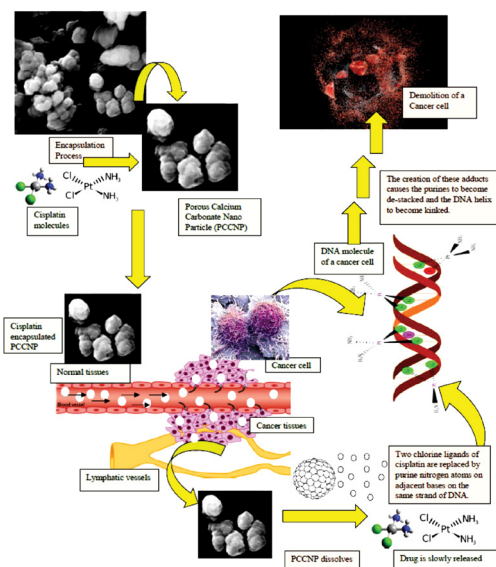 Demolition of a
Cancer cell
Encapsulation
Process
Cl
NH3
Pt
Cl
NH3
Cisplatin
molecules
Porous Calcium
Carbonate Nano
Particle (PCCNP)
The creation of these adducts
causes the purines to become
de-stacked and the DNA helix
to become kinked.
DNA molecule
of a cancer cell
Cisplatin
encapsulated
PCCNP
Normal tissues
Cancer cell
Blood vessel
Cancer tissues
Lymphatic vessels
Two chlorine ligands of
cisplatin are replaced by
purine nitrogen atoms on
adjacent bases on the
same strand of DNA.
Cl
NH3
Pt
Cl
NH3
PCCNP dissolves
Drug is slowly released